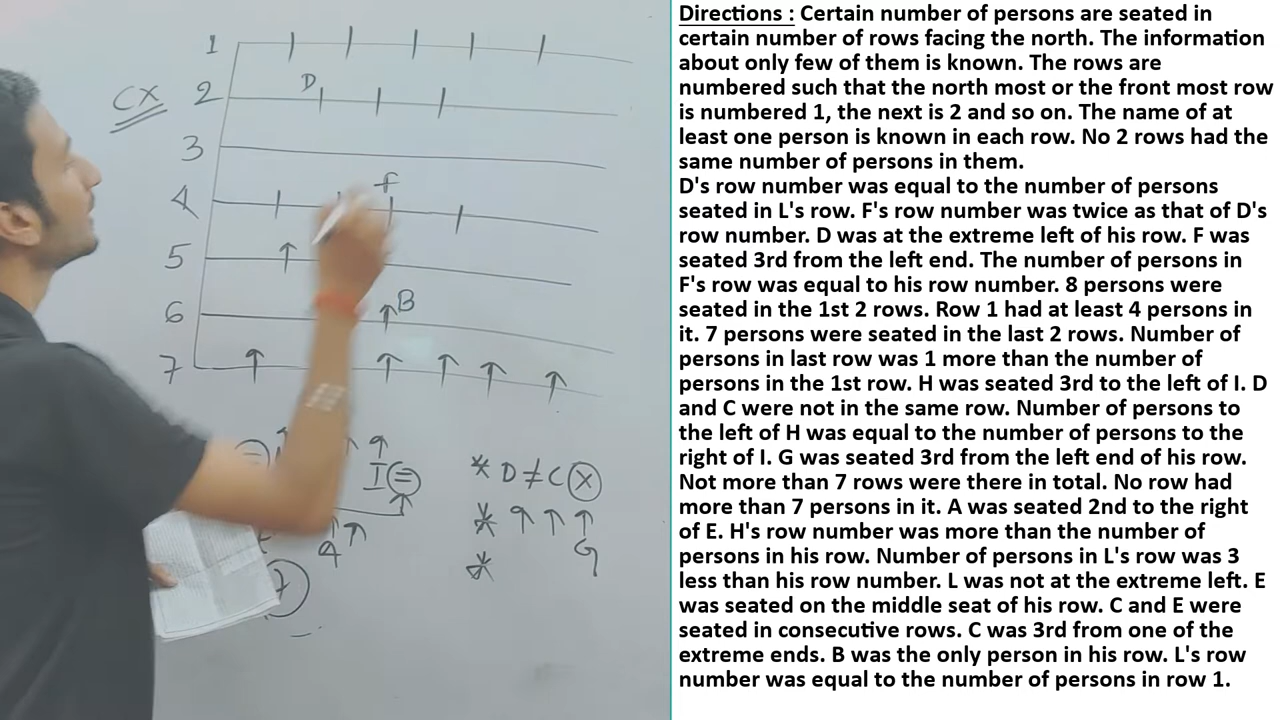 1
D
CX 2
3
F
4
5
B
6
7
I =
* D ≠ C X
*
A
G
*
7
Directions : Certain number of persons are seated in
certain number of rows facing the north. The information
about only few of them is known. The rows are
numbered such that the north most or the front most row
is numbered 1, the next is 2 and so on. The name of at
least one person is known in each row. No 2 rows had the
same number of persons in them.
D's row number was equal to the number of persons
seated in L's row. F's row number was twice as that of D's
row number. D was at the extreme left of his row. F was
seated 3rd from the left end. The number of persons in
F's row was equal to his row number. 8 persons were
seated in the 1st 2 rows. Row 1 had at least 4 persons in
it. 7 persons were seated in the last 2 rows. Number of
persons in last row was 1 more than the number of
persons in the 1st row. H was seated 3rd to the left of I. D
and C were not in the same row. Number of persons to
the left of H was equal to the number of persons to the
right of I. G was seated 3rd from the left end of his row.
Not more than 7 rows were there in total. No row had
more than 7 persons in it. A was seated 2nd to the right
of E. H's row number was more than the number of
persons in his row. Number of persons in L's row was 3
less than his row number. L was not at the extreme left. E
was seated on the middle seat of his row. C and E were
seated in consecutive rows. C was 3rd from one of the
extreme ends. B was the only person in his row. L's row
number was equal to the number of persons in row 1.